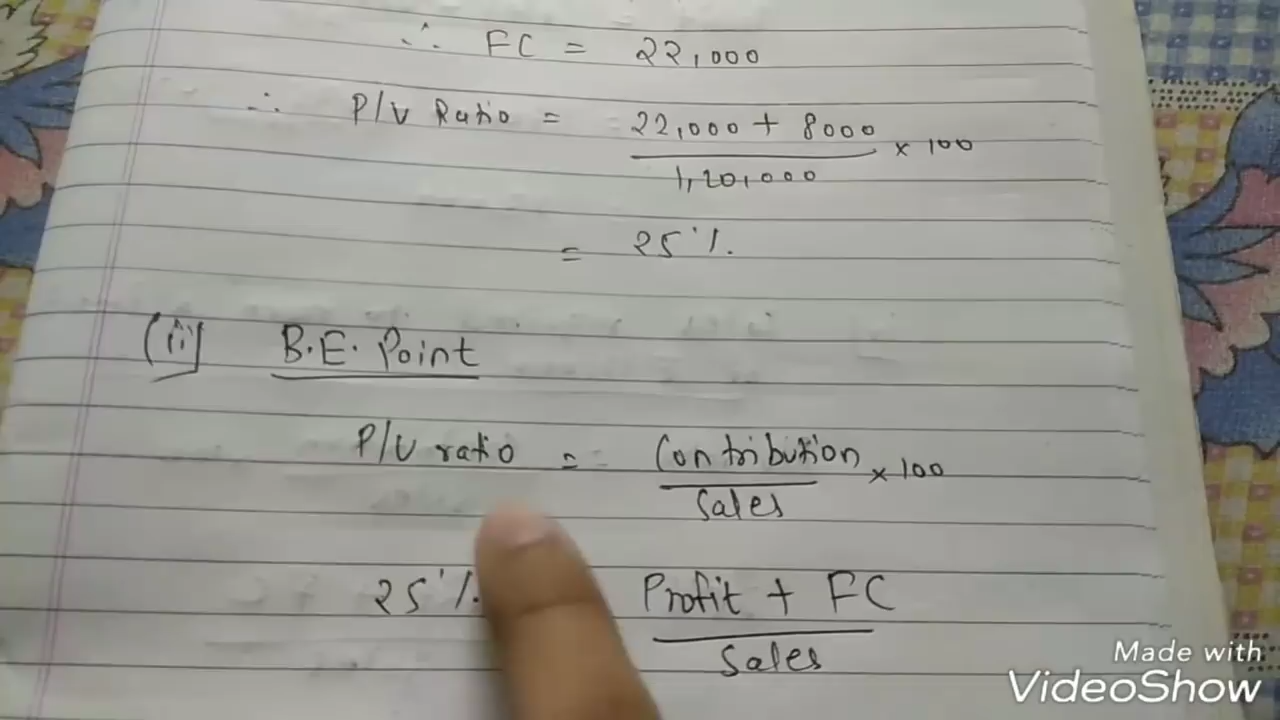 ∴ FC = 22,000
∴ P/V Ratio = 22,000 + 8000 × 100
1,20,000
= 25%.
(ii) B.E. Point
P/V ratio = Contribution × 100
Sales
25%. Profit + FC
Sales
Made with
VideoShow